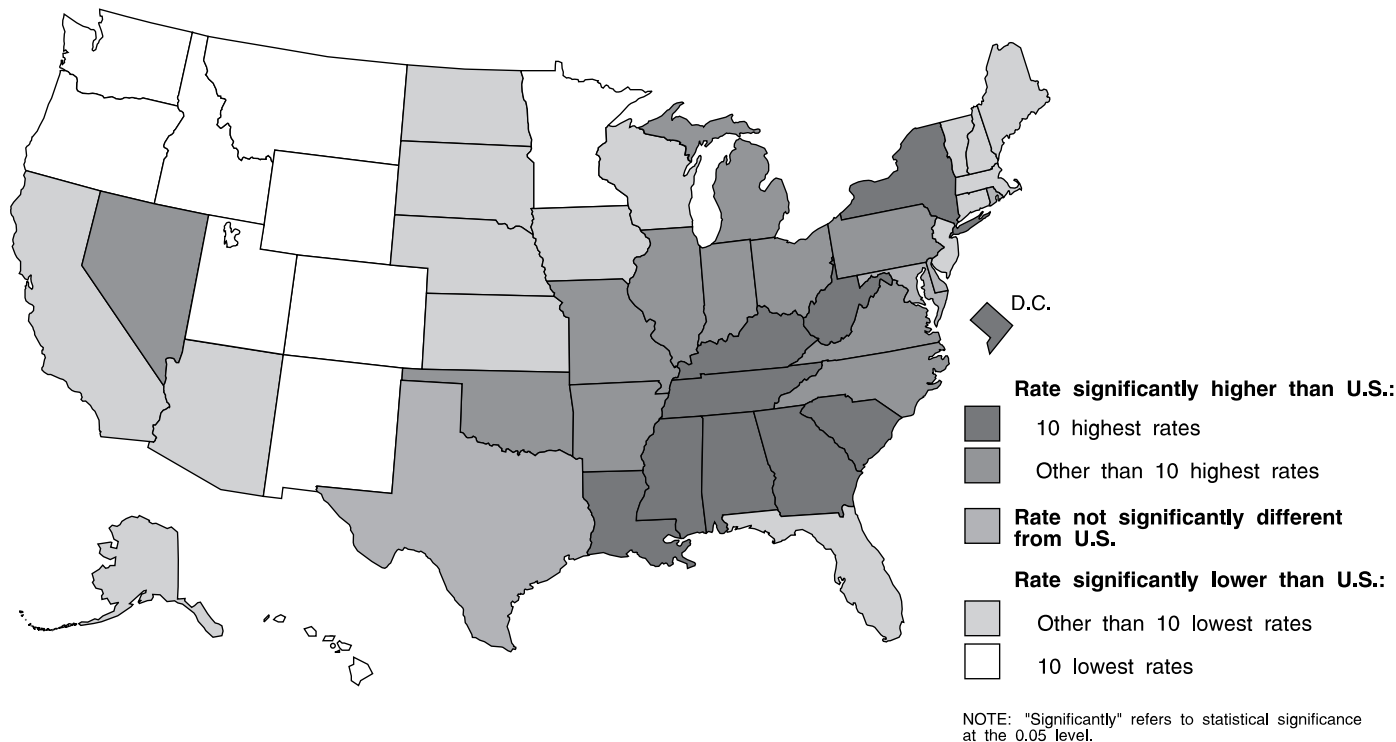 D.C.
Rate significantly higher than U.S.:
10 highest rates
Other than 10 highest rates
Rate not significantly different
from U.S.
Rate significantly lower than U.S.:
Other than 10 lowest rates
10 lowest rates
NOTE: "Significantly" refers to statistical significance
at the 0.05 level.